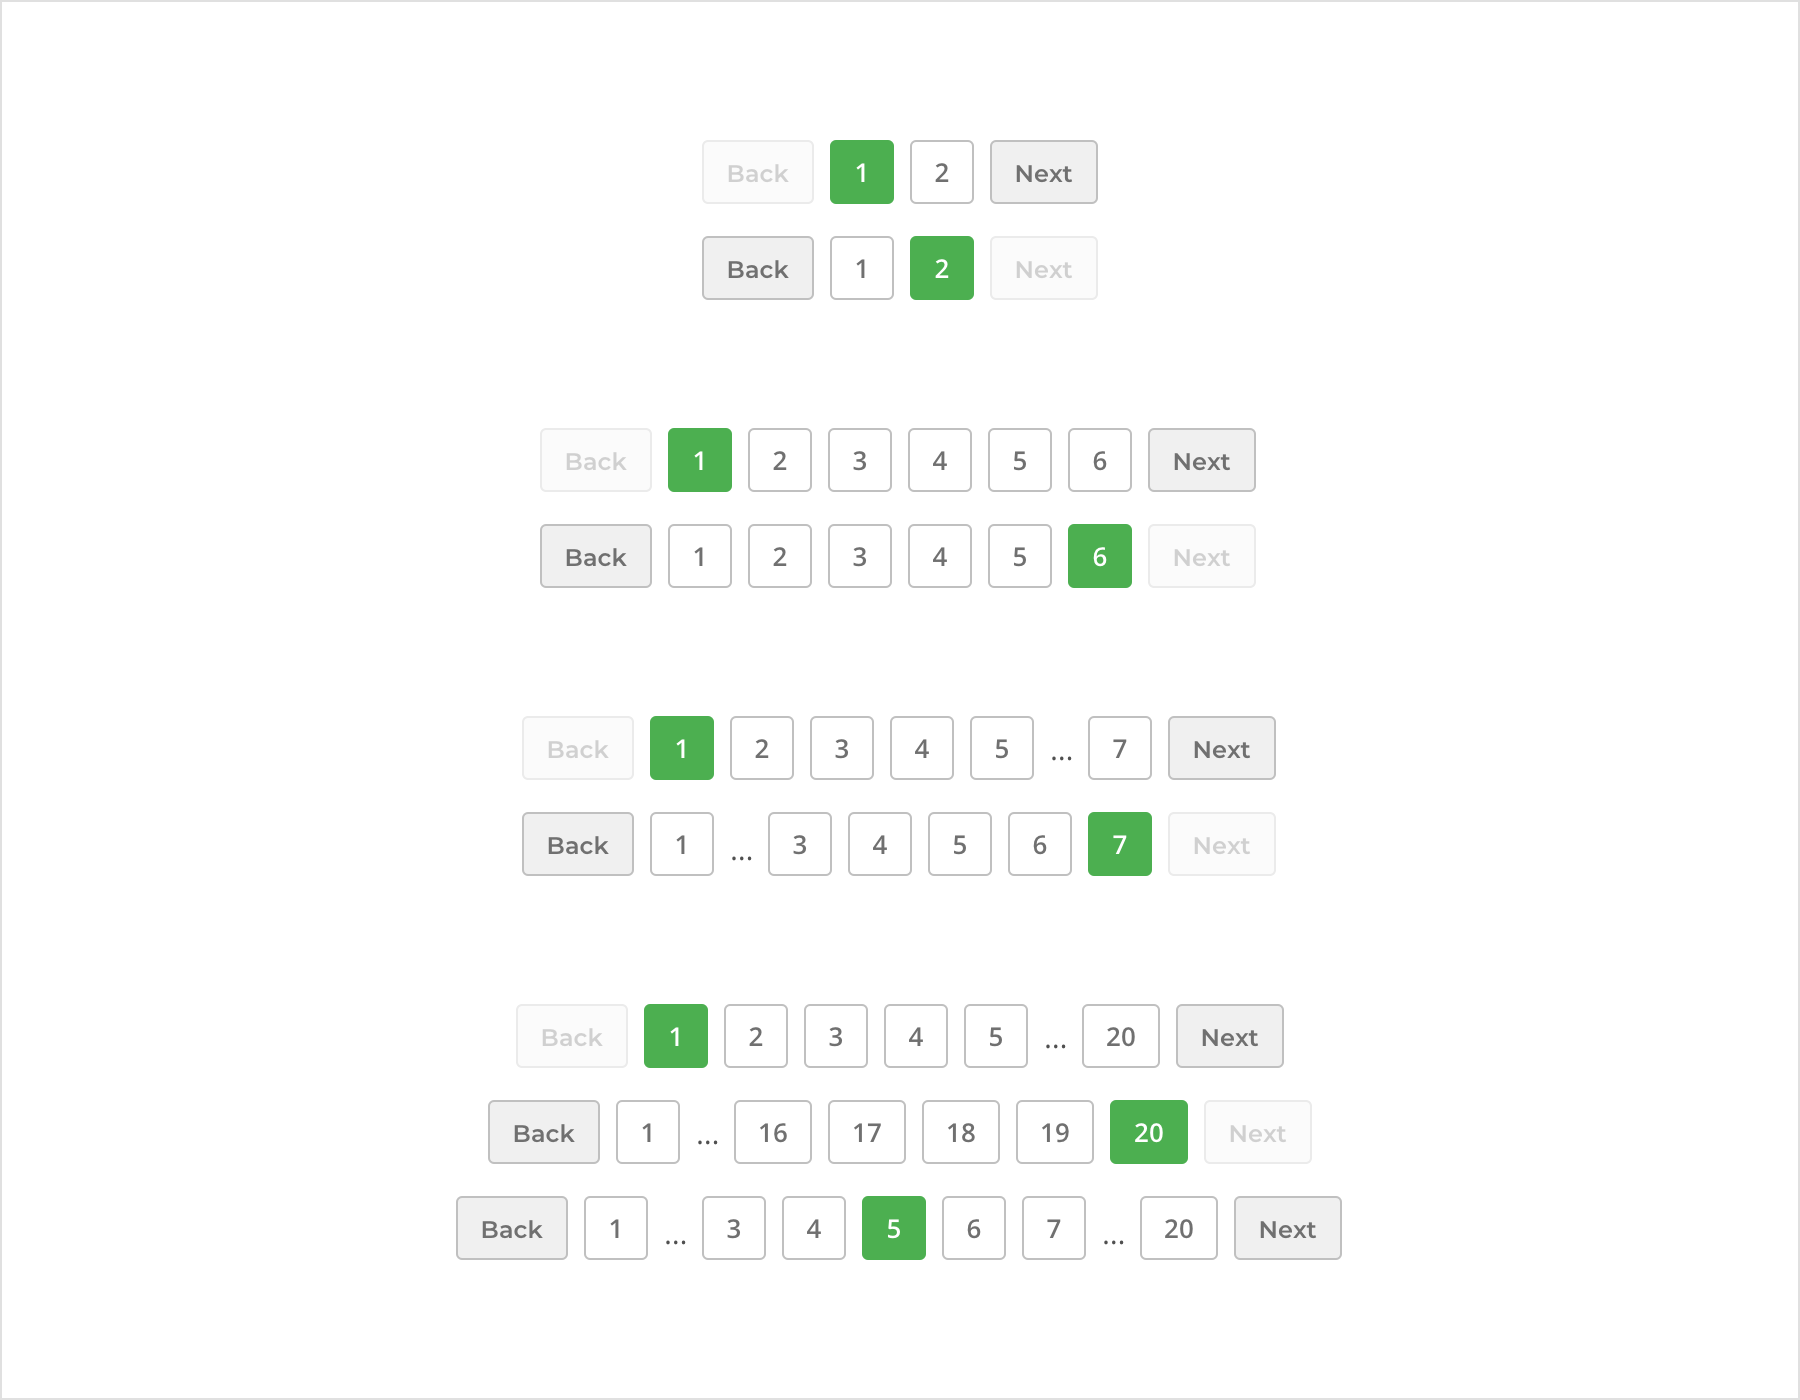 Back 1 2 Next
Back 1 2 Next
Back 1 2 3 4 5 6 Next
Back 1 2 3 4 5 6 Next
Back 1 2 3 4 5 ... 7 Next
Back 1 ... 3 4 5 6 7 Next
Back 1 2 3 4 5 ... 20 Next
Back 1 ... 16 17 18 19 20 Next
Back 1 ... 3 4 5 6 7 ... 20 Next